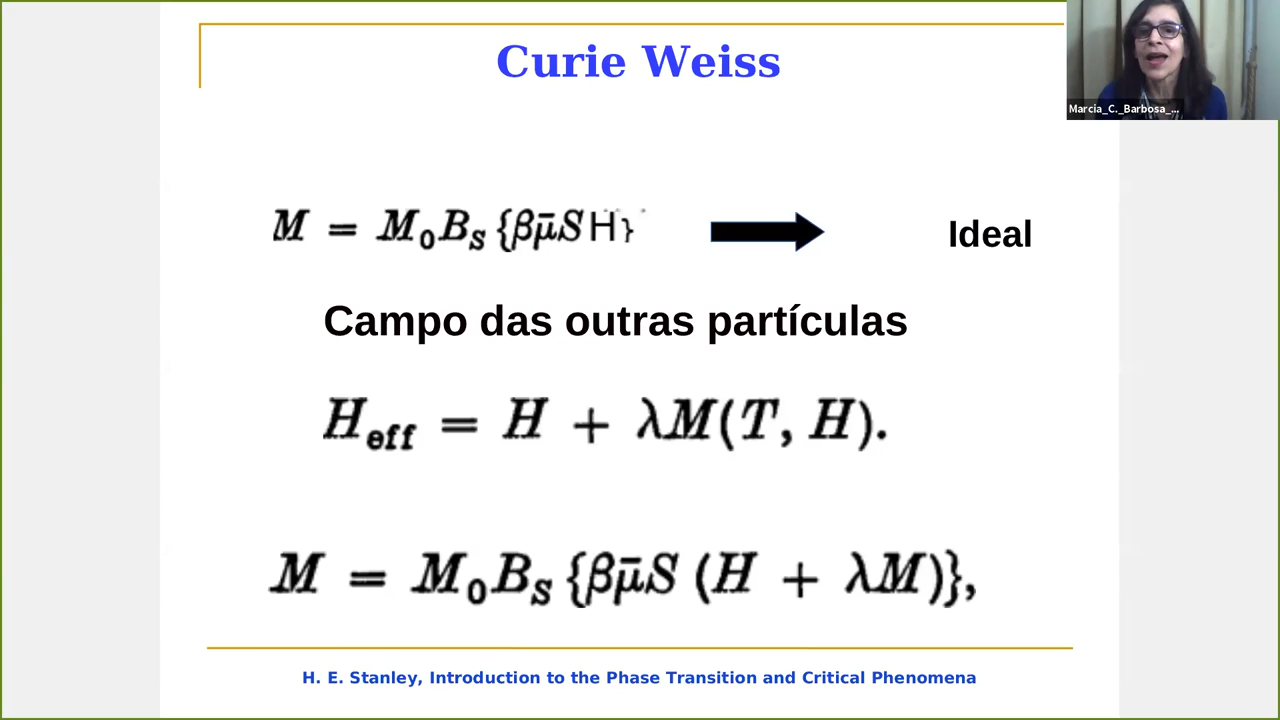 Curie Weiss
Marcia_C._Barbosa_...
M = M₀B_S {βμ̄S H}
Ideal
Campo das outras partículas
H_eff = H + λM(T, H).
M = M₀B_S {βμ̄S (H + λM)},
H. E. Stanley, Introduction to the Phase Transition and Critical Phenomena